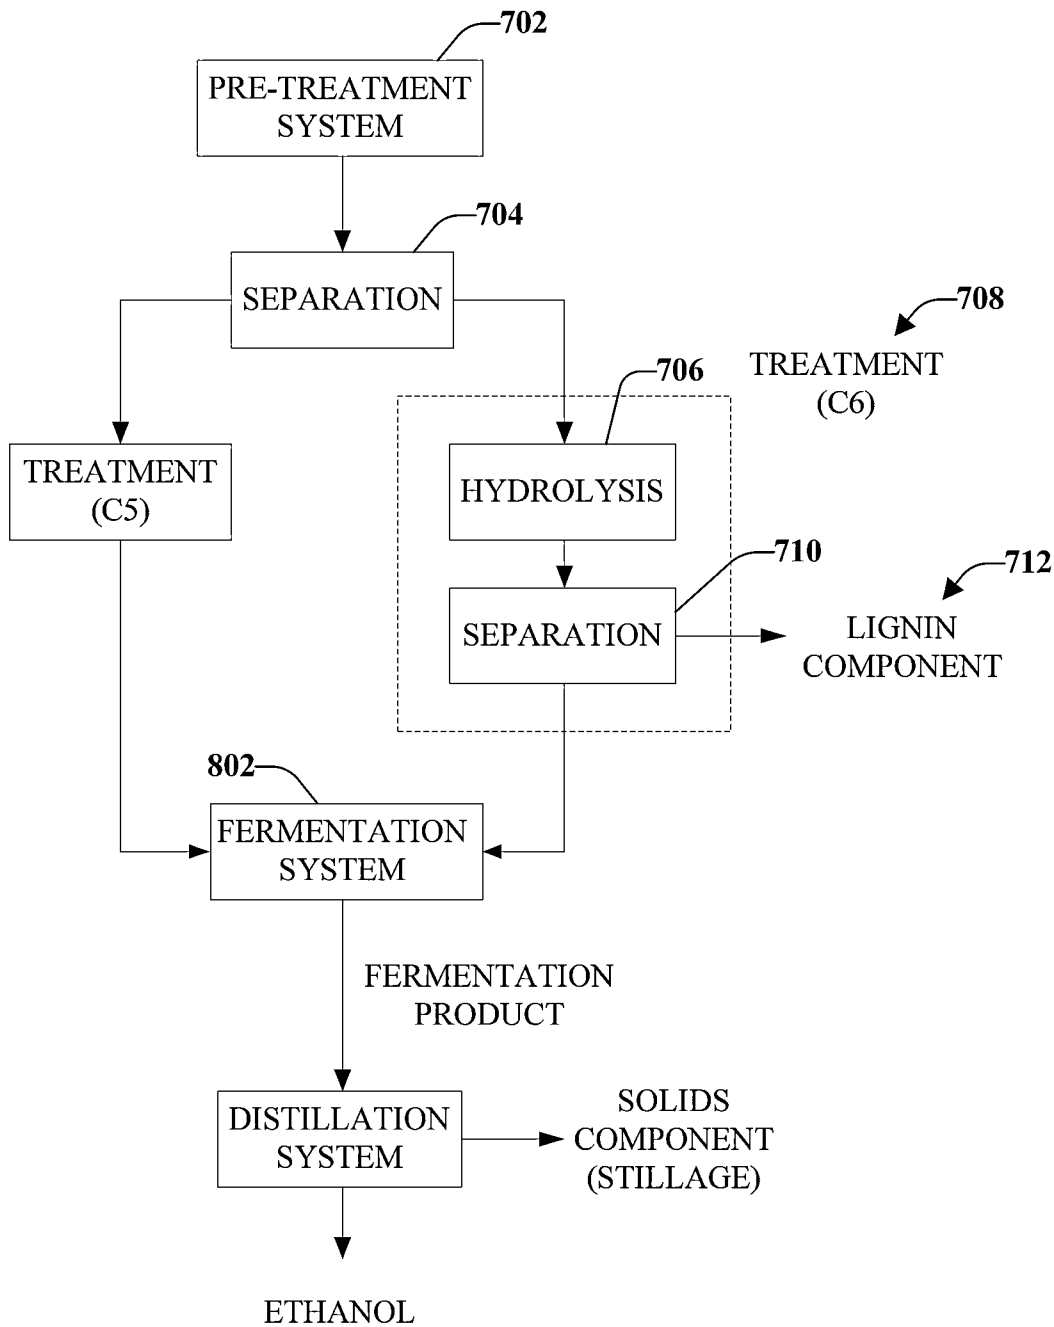 702
PRE-TREATMENT
SYSTEM
704
SEPARATION
708
TREATMENT
(C6)
706
TREATMENT
(C5)
HYDROLYSIS
710
712
SEPARATION
LIGNIN
COMPONENT
802
FERMENTATION
SYSTEM
FERMENTATION
PRODUCT
DISTILLATION
SYSTEM
SOLIDS
COMPONENT
(STILLAGE)
ETHANOL